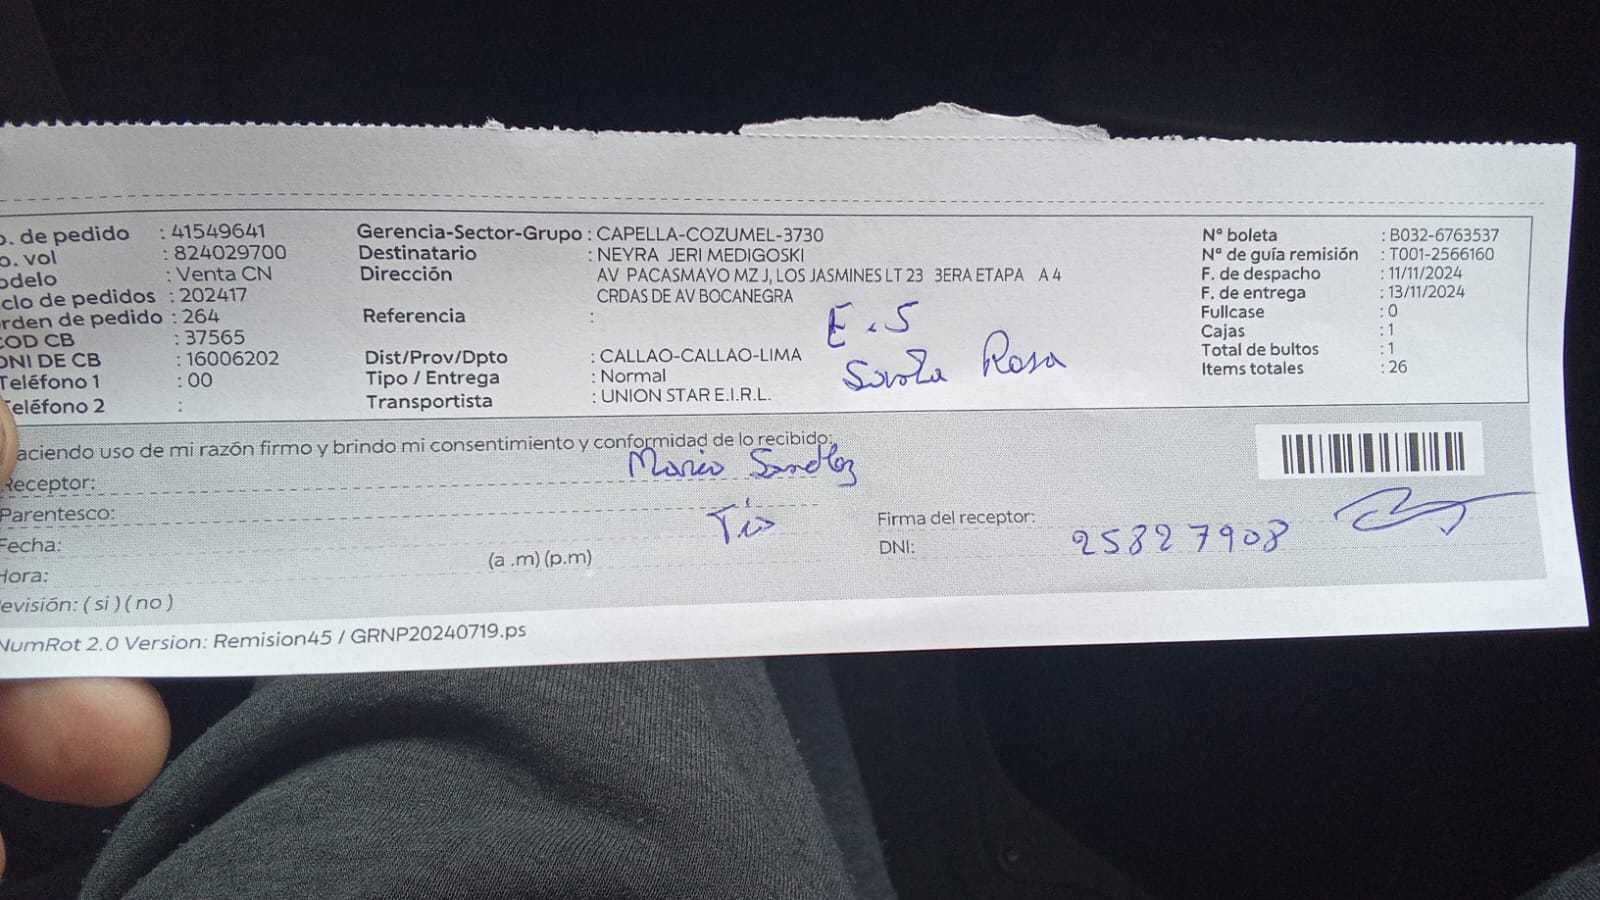 o. de pedido : 41549641
o. vol : 824029700
odelo : Venta CN
clo de pedidos : 202417
rden de pedido : 264
COD CB : 37565
DNI DE CB : 16006202
Teléfono 1 : 00
Teléfono 2 :
Gerencia-Sector-Grupo : CAPELLA-COZUMEL-3730
Destinatario : NEYRA JERI MEDIGOSKI
Dirección : AV PACASMAYO MZ J, LOS JASMINES LT 23 3ERA ETAPA A 4
CRDAS DE AV BOCANEGRA
Referencia :
Dist/Prov/Dpto : CALLAO-CALLAO-LIMA
Tipo / Entrega : Normal
Transportista : UNION STAR E.I.R.L.
E.S
Santa Rosa
N° boleta : B032-6763537
N° de guía remisión : T001-2566160
F. de despacho : 11/11/2024
F. de entrega : 13/11/2024
Fullcase : 0
Cajas : 1
Total de bultos : 1
Items totales : 26
aciendo uso de mi razón firmo y brindo mi consentimiento y conformidad de lo recibido:
Receptor: Mario
Parentesco: Tío
Fecha:
Hora: (a .m) (p.m)
evisión: ( si ) ( no )
Firma del receptor:
DNI: 25827908
NumRot 2.0 Version: Remision45 / GRNP20240719.ps